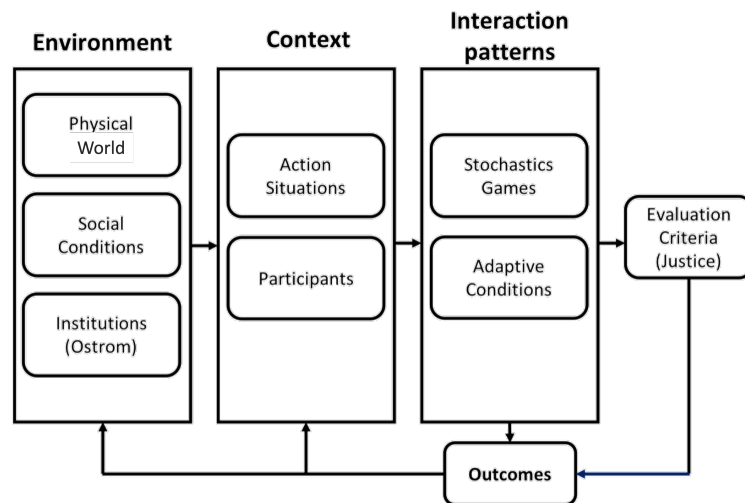 Environment
Physical
World
Social
Conditions
Institutions
(Ostrom)
Context
Action
Situations
Participants
Interaction
patterns
Stochastics
Games
Adaptive
Conditions
Evaluation
Criteria
(Justice)
Outcomes